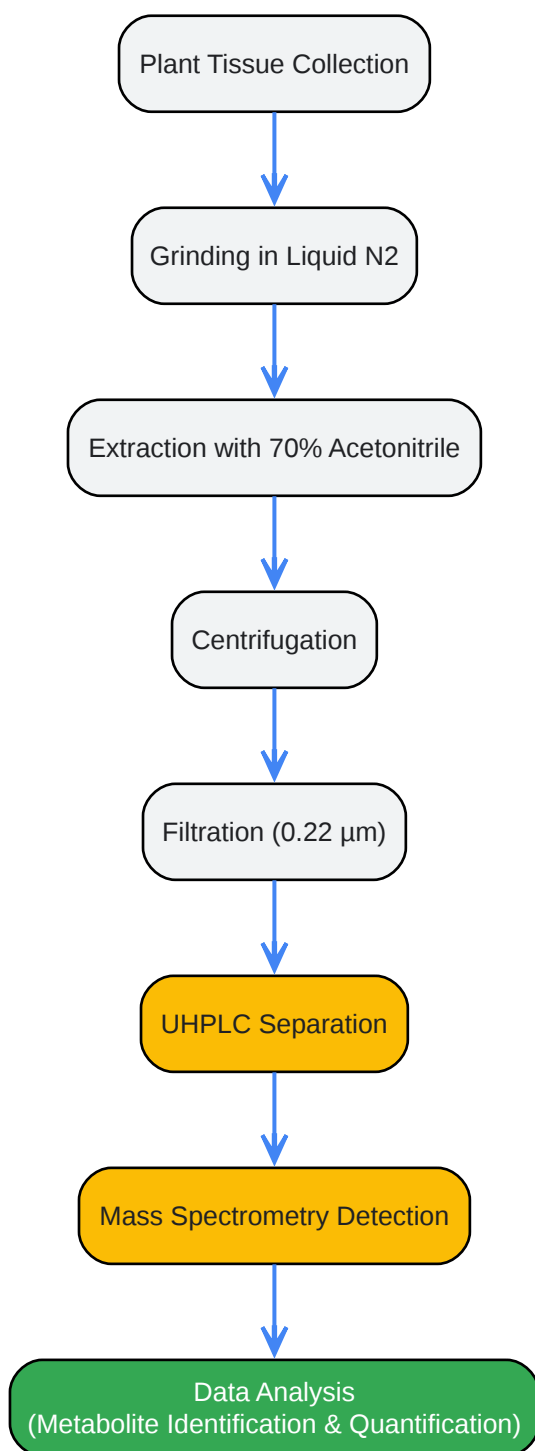 Plant Tissue Collection
Grinding in Liquid N2
Extraction with 70% Acetonitrile
Centrifugation
Filtration (0.22 µm)
UHPLC Separation
Mass Spectrometry Detection
Data Analysis
(Metabolite Identification & Quantification)